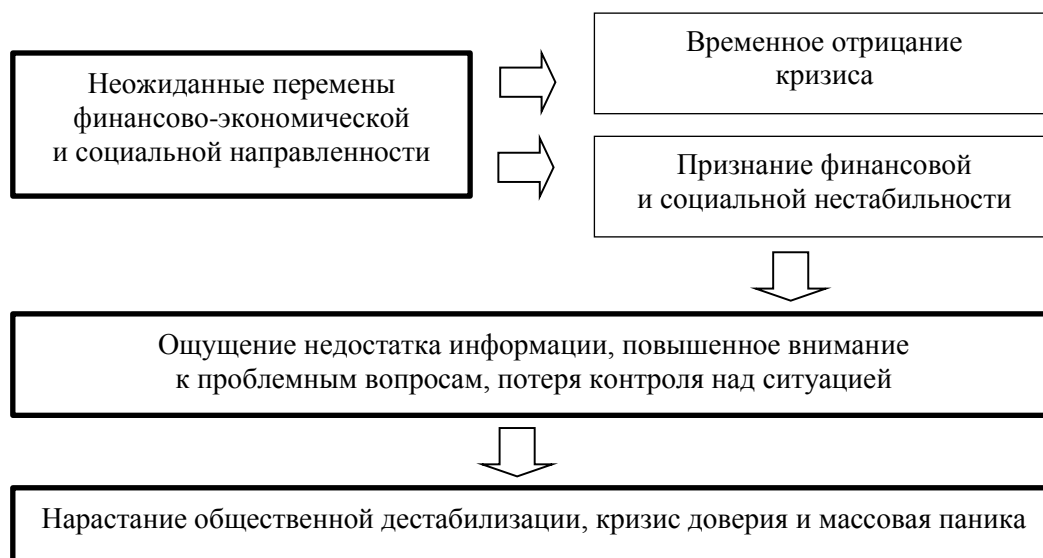 Неожиданные перемены
финансово-экономической
и социальной направленности
Временное отрицание
кризиса
Признание финансовой
и социальной нестабильности
Ощущение недостатка информации, повышенное внимание
к проблемным вопросам, потеря контроля над ситуацией
Нарастание общественной дестабилизации, кризис доверия и массовая паника